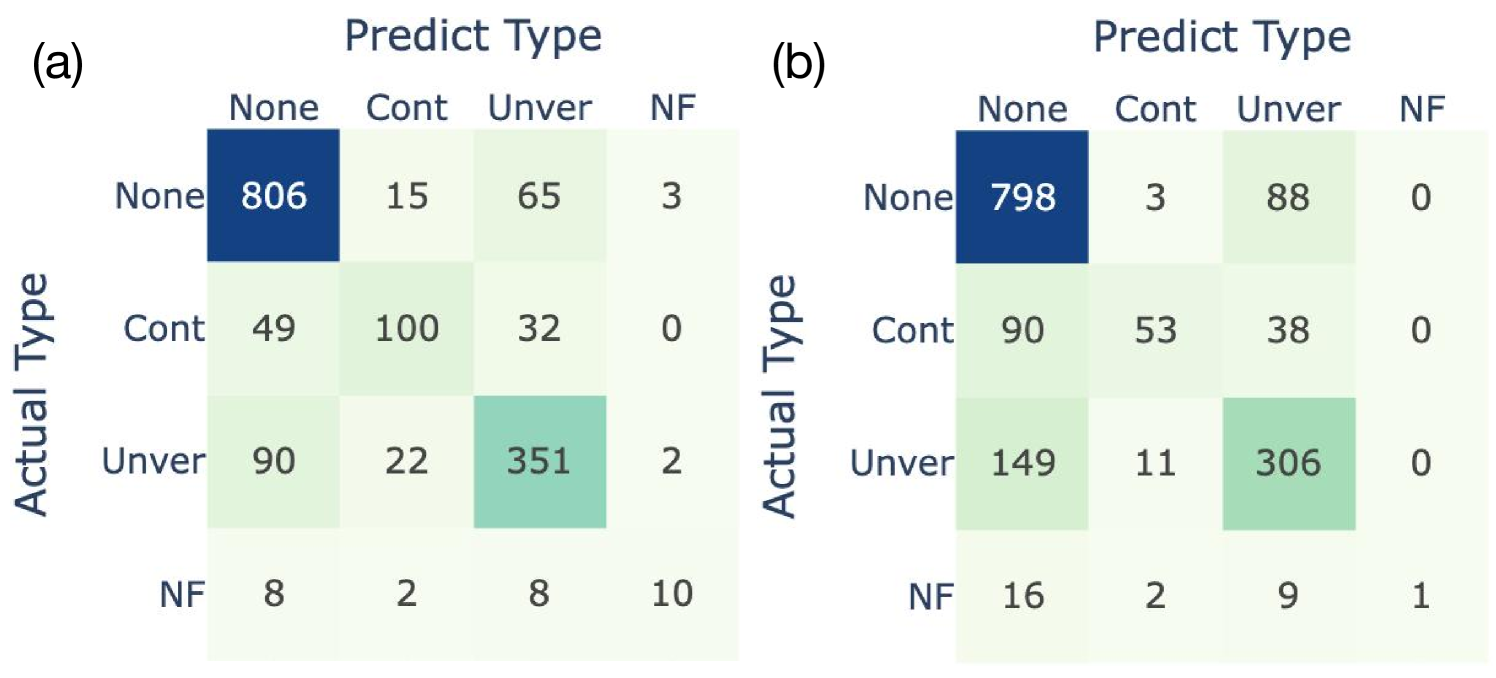 (a)
Predict Type
None Cont Unver NF
Actual Type
None 806 15 65 3
Cont 49 100 32 0
Unver 90 22 351 2
NF 8 2 8 10
(b)
Predict Type
None Cont Unver NF
Actual Type
None 798 3 88 0
Cont 90 53 38 0
Unver 149 11 306 0
NF 16 2 9 1